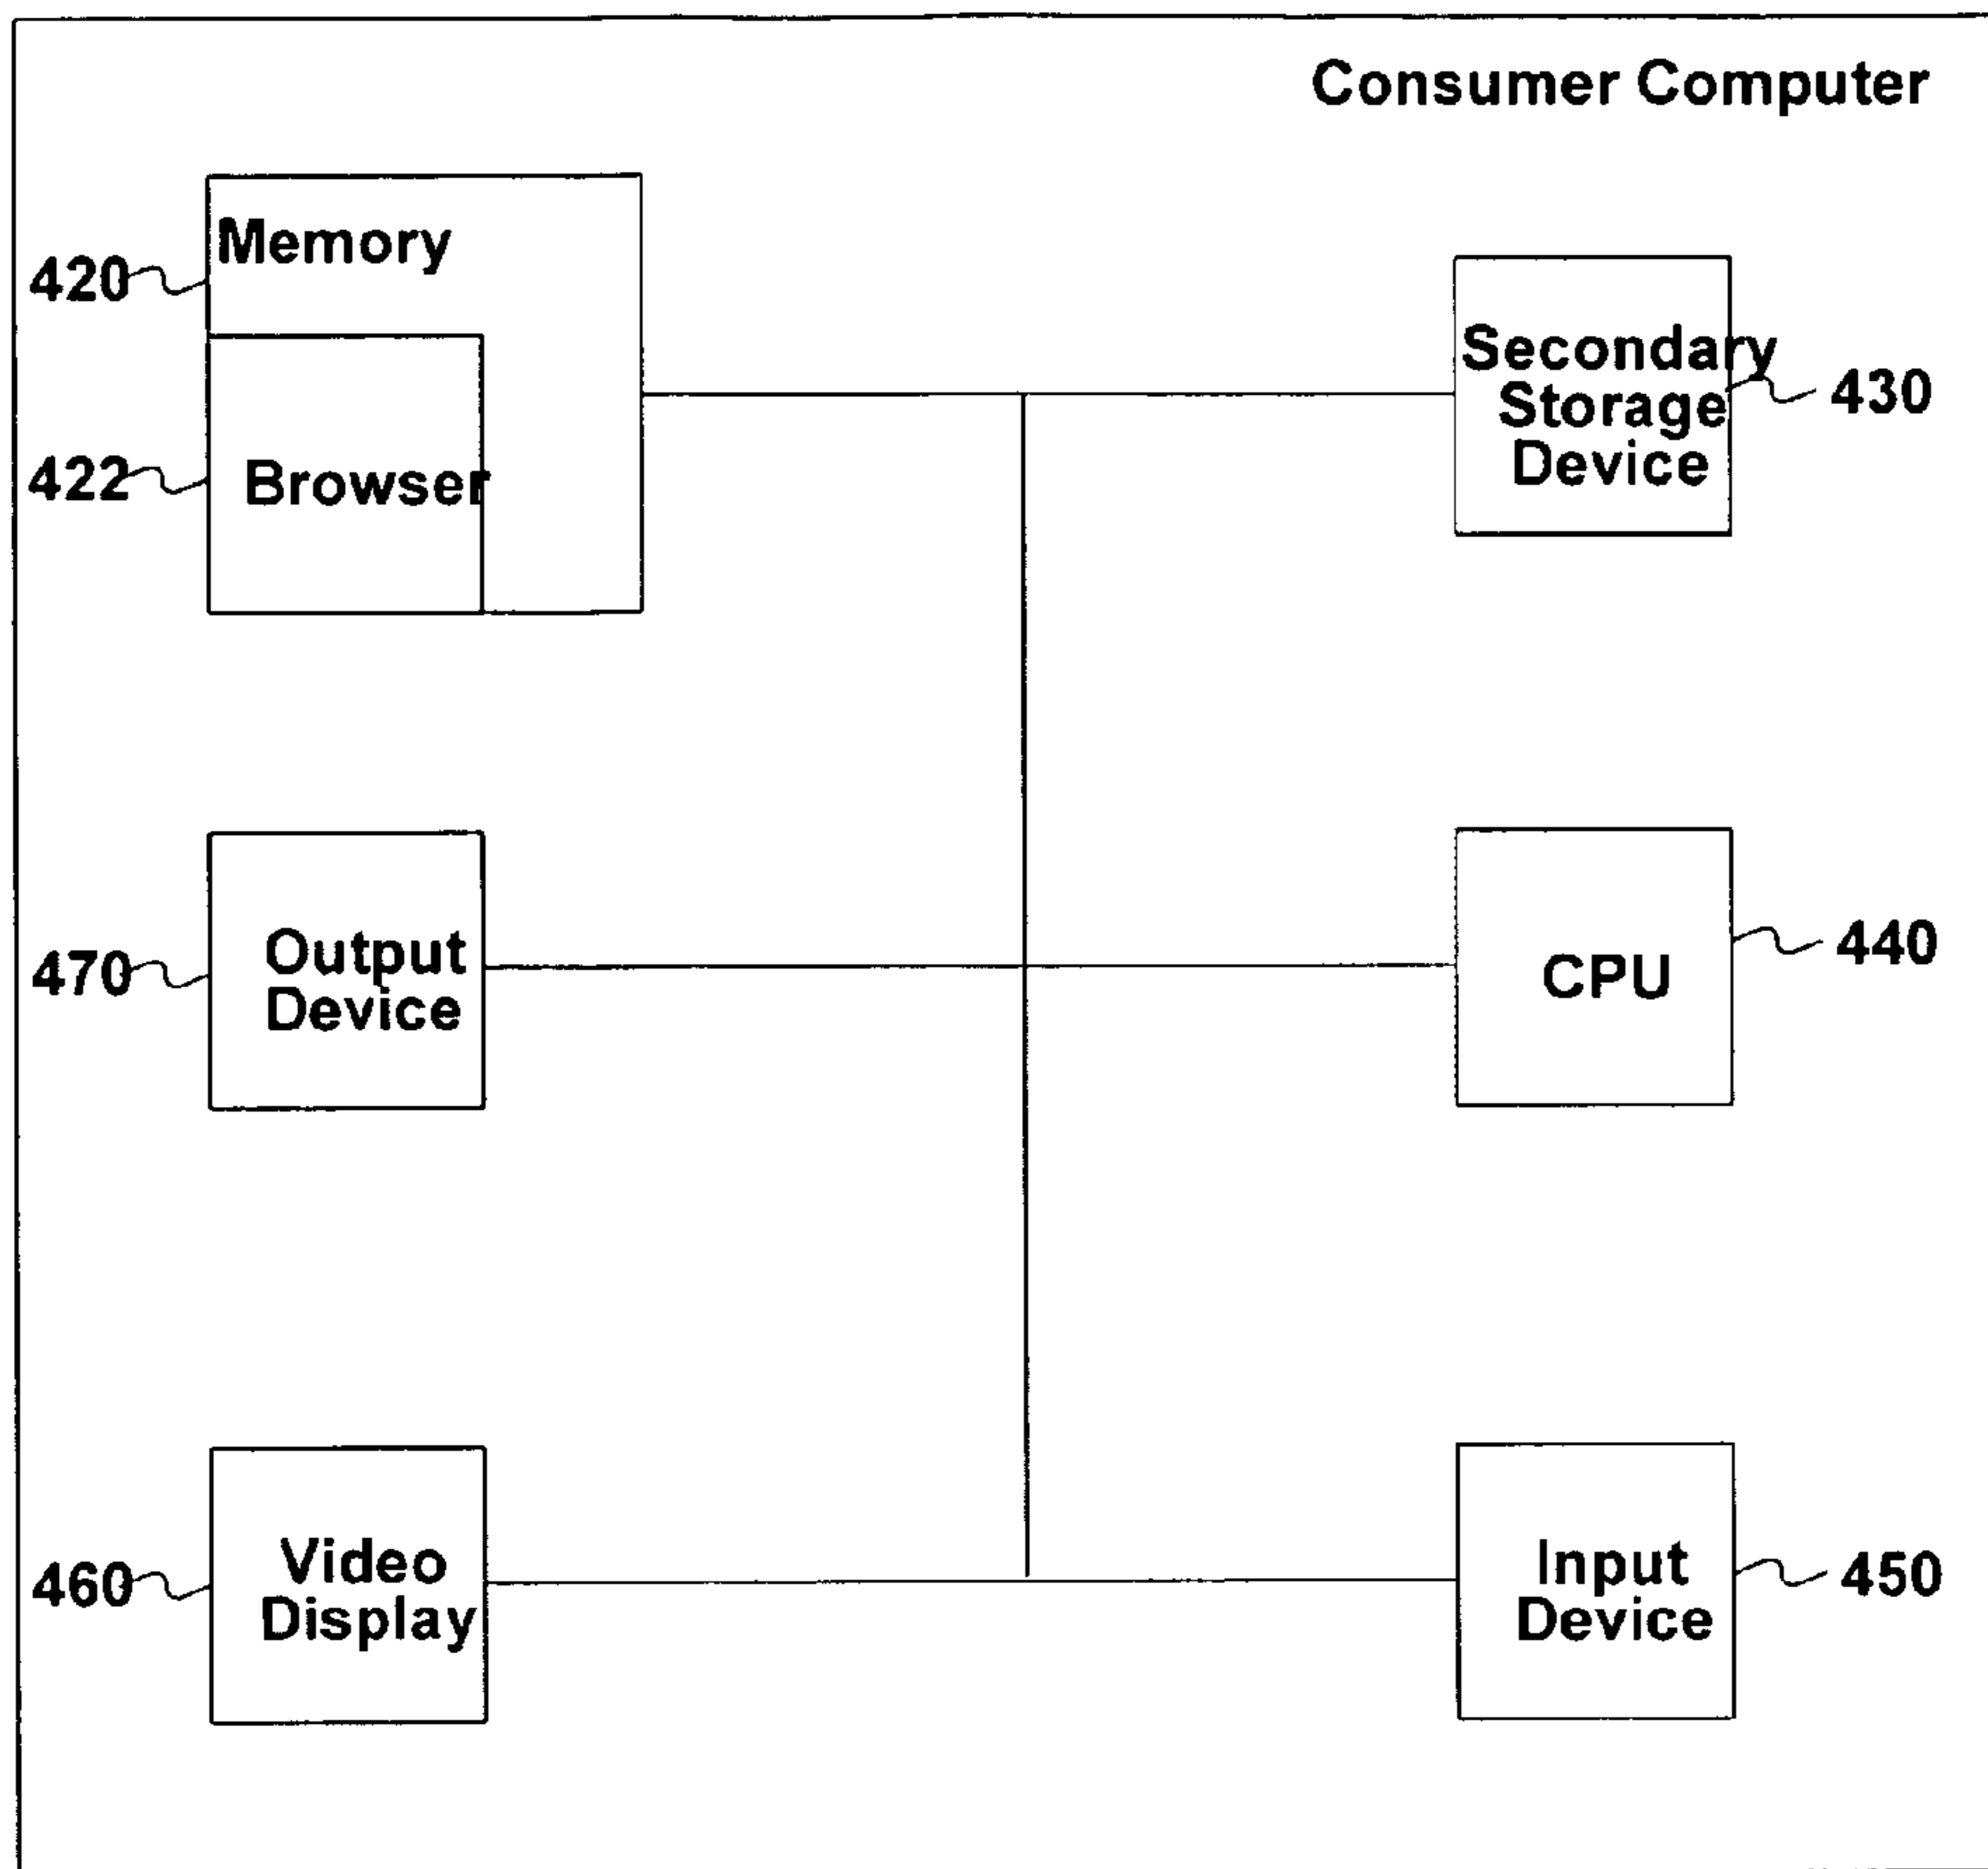 Consumer Computer
Memory
420
Secondary
Storage
Device
430
422
Browser
Output
Device
470
CPU
440
Video
Display
460
Input
Device
450